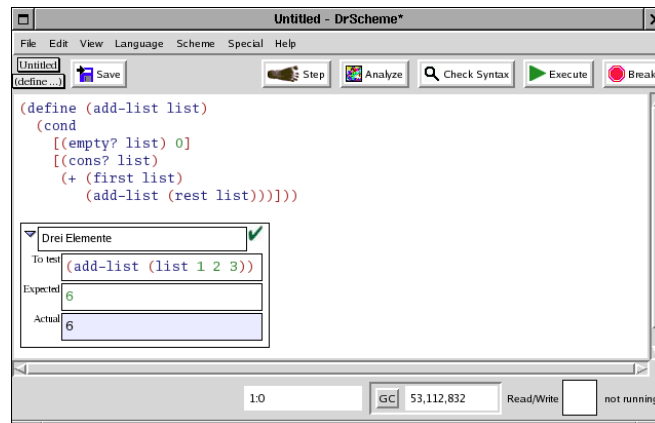 Untitled - DrScheme*
File Edit View Language Scheme Special Help
Untitled
(define ...)
Save
Step
Analyze
Check Syntax
Execute
Break
(define (add-list list)
(cond
[(empty? list) 0]
[(cons? list)
(+ (first list)
(add-list (rest list)))]))
Drei Elemente
To test
(add-list (list 1 2 3))
Expected
6
Actual
6
1:0
GC
53,112,832
Read/Write
not running